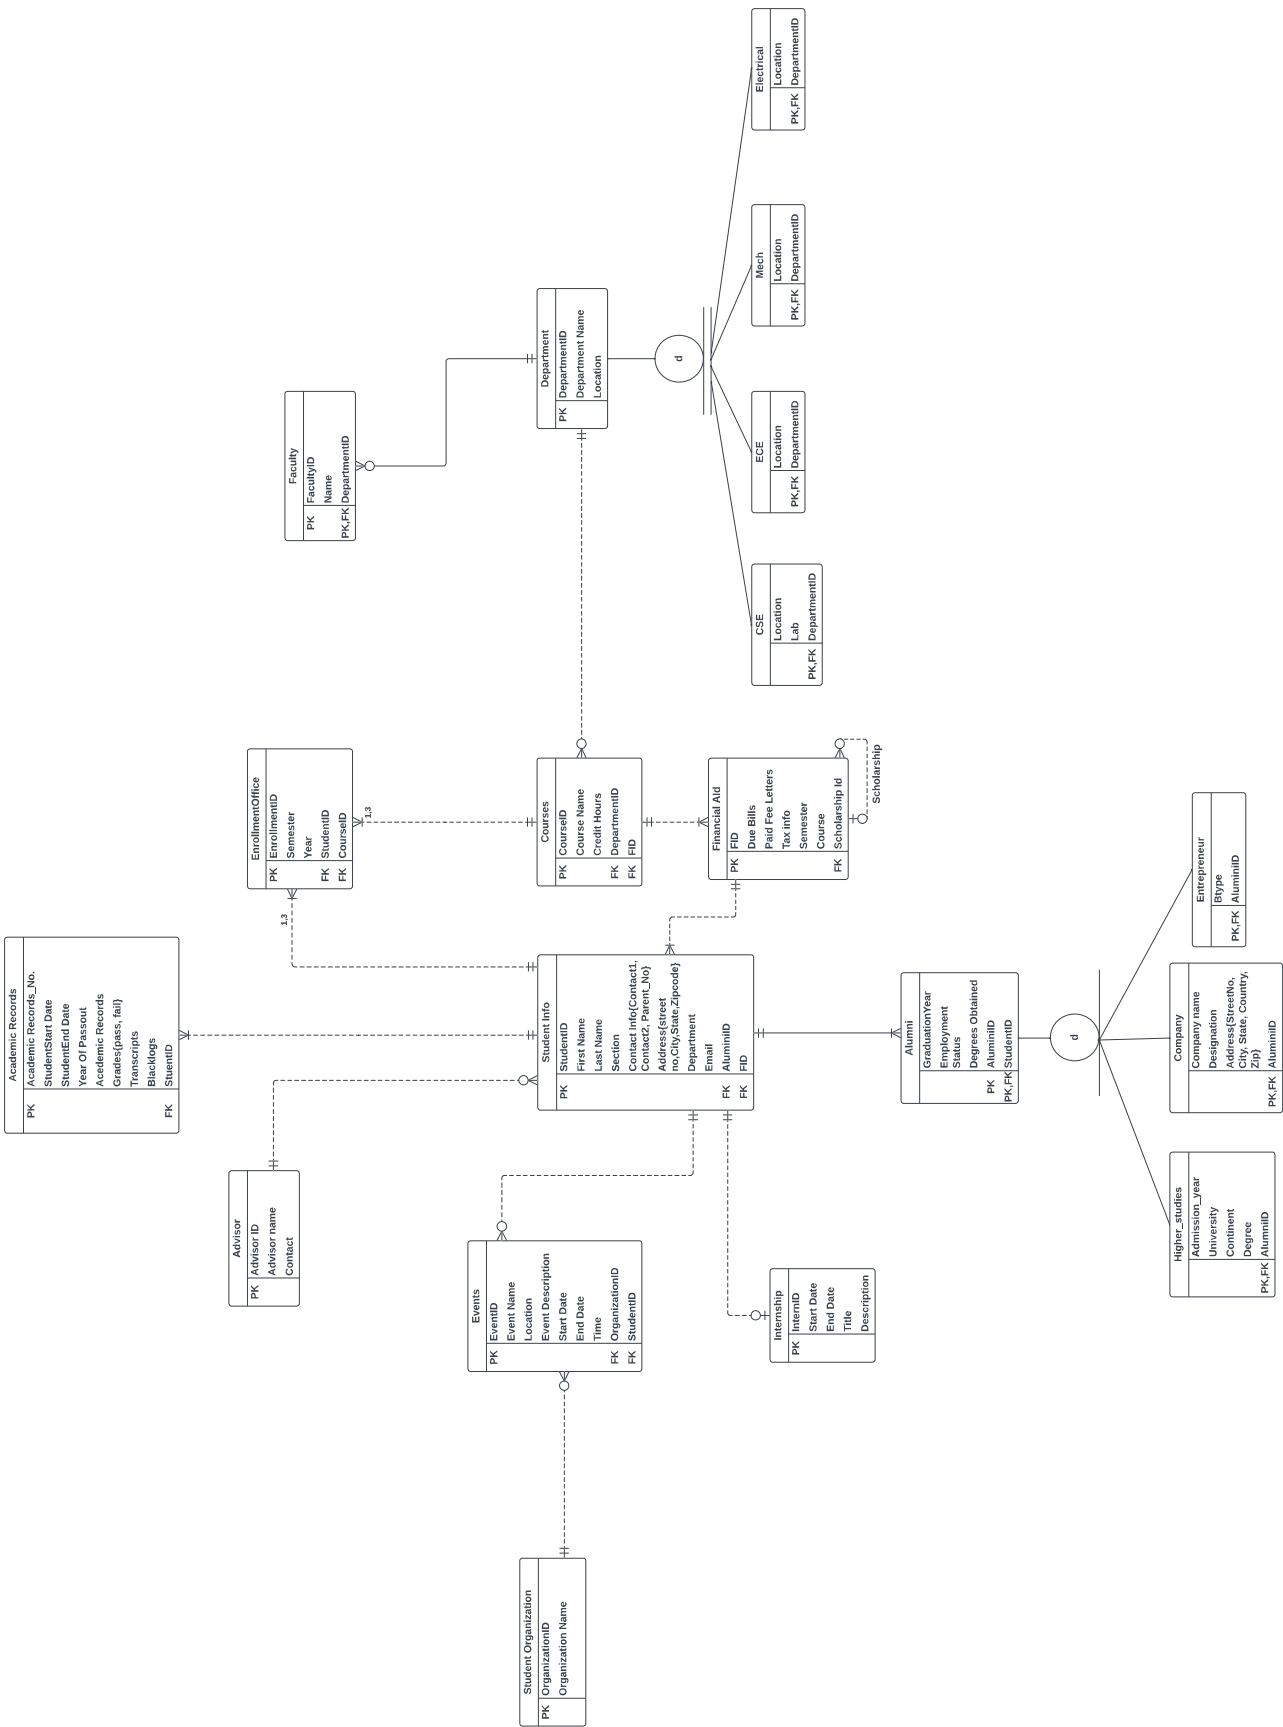 Academic Records
PK Academic Records_No.
StudentStart Date
StudentEnd Date
Year Of Passout
Acedemic Records
Grades{pass, fail}
Transcripts
Blacklogs
FK StuentID
Advisor
PK Advisor ID
Advisor name
Contact
EnrollmentOffice
PK EnrollmentID
Semester
Year
FK StudentID
FK CourseID
1,3
1,3
Faculty
PK FacultyID
Name
PK,FK DepartmentID
Student Organization
PK OrganizationID
Organization Name
Events
PK EventID
Event Name
Location
Event Description
Start Date
End Date
Time
FK OrganizationID
FK StudentID
Student Info
PK StudentID
First Name
Last Name
Section
Contact Info{Contact1,
Contact2, Parent_No}
Address{street
no,City,State,Zipcode}
Department
Email
FK AluminiID
FK FID
Courses
PK CourseID
Course Name
Credit Hours
FK DepartmentID
FK FID
Department
PK DepartmentID
Department Name
Location
d
Internship
PK InternID
Start Date
End Date
Title
Description
Financial AId
PK FID
Due Bills
Paid Fee Letters
Tax info
Semester
Course
FK Scholarship Id
Scholarship
CSE
Location
Lab
PK,FK DepartmentID
ECE
Location
PK,FK DepartmentID
Mech
Location
PK,FK DepartmentID
Electrical
Location
PK,FK DepartmentID
Alumni
GraduationYear
Employment
Status
Degrees Obtained
PK AluminiID
PK,FK StudentID
d
Higher_studies
Admission_year
University
Continent
Degree
PK,FK AlumniID
Company
Company name
Designation
Address{StreetNo,
City, State, Country,
Zip}
PK,FK AluminiID
Entrepreneur
Btype
PK,FK AluminiID